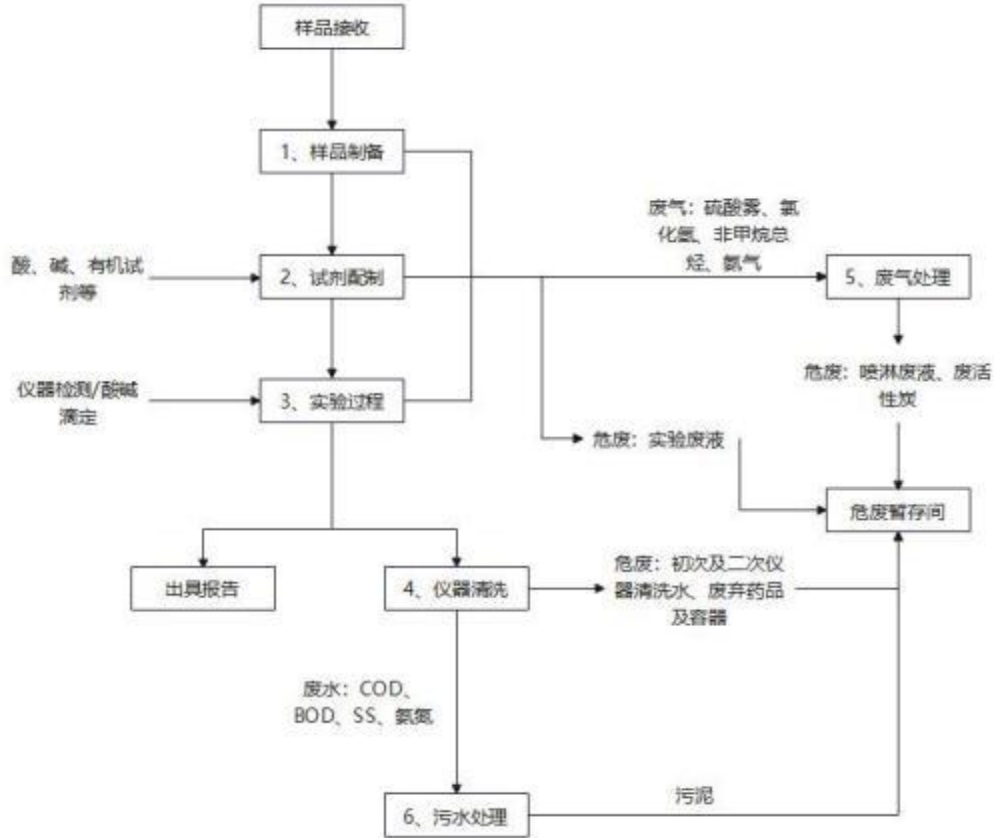 样品接收
1、样品制备
废气：硫酸雾、氯
化氢、非甲烷总
烃、氨气
酸、碱、有机试
剂等
2、试剂配制
5、废气处理
仪器检测/酸碱
滴定
3、实验过程
危废：喷淋废液、废活
性炭
危废：实验废液
危废暂存间
出具报告
4、仪器清洗
危废：初次及二次仪
器清洗水、废弃药品
及容器
废水：COD、
BOD、SS、氨氮
6、污水处理
污泥